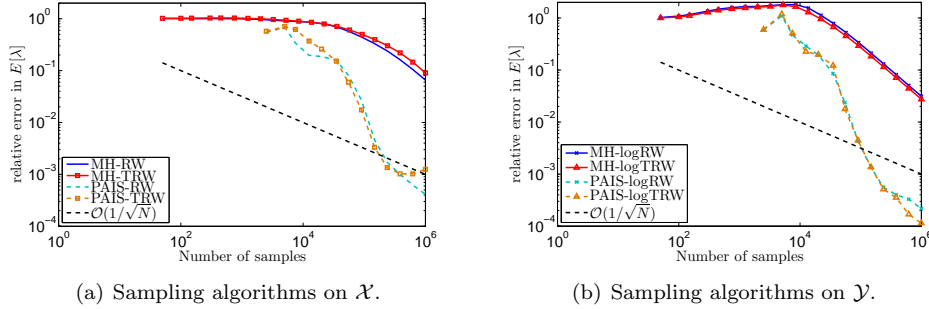 relative error in E[λ]
10^0
10^-1
10^-2
10^-3
10^-4
MH-RW
MH-TRW
PAIS-RW
PAIS-TRW
O(1/√N)
10^0 10^2 10^4 10^6
Number of samples
(a) Sampling algorithms on 𝒳.
relative error in E[λ]
10^0
10^-1
10^-2
10^-3
10^-4
MH-logRW
MH-logTRW
PAIS-logRW
PAIS-logTRW
O(1/√N)
10^0 10^2 10^4 10^6
Number of samples
(b) Sampling algorithms on 𝒴.